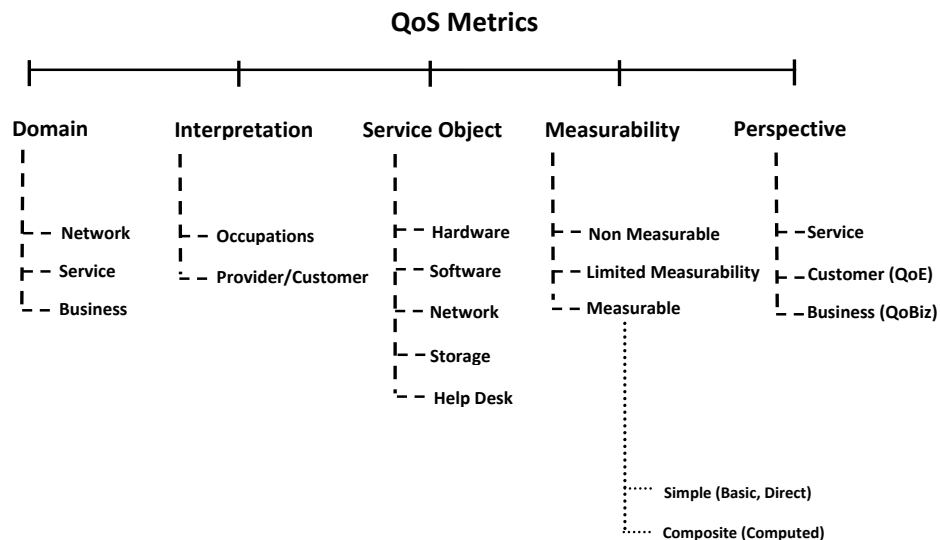 QoS Metrics
Domain
Network
Service
Business
Interpretation
Occupations
Provider/Customer
Service Object
Hardware
Software
Network
Storage
Help Desk
Measurability
Non Measurable
Limited Measurability
Measurable
Simple (Basic, Direct)
Composite (Computed)
Perspective
Service
Customer (QoE)
Business (QoBiz)